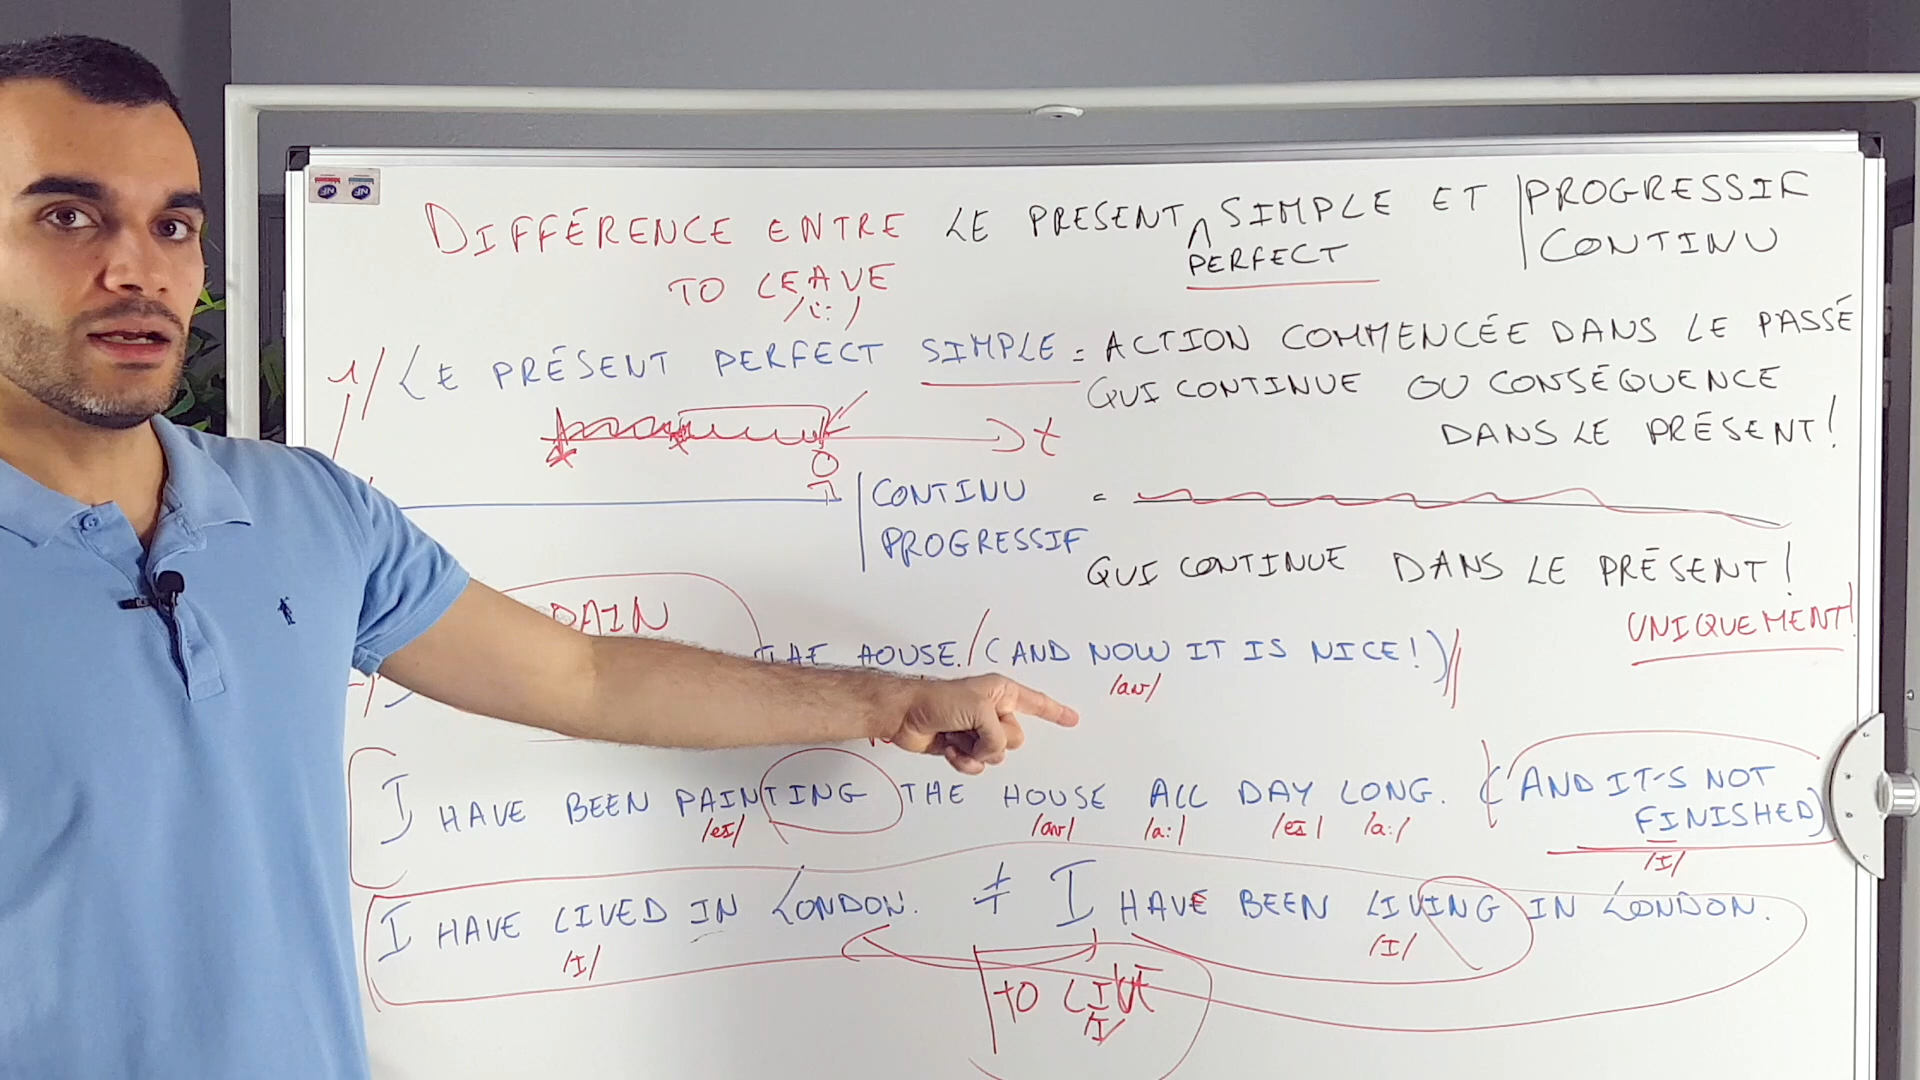 DIFFÉRENCE ENTRE LE PRESENT PERFECT SIMPLE ET | PROGRESSIF CONTINU
TO LEAVE
/i:/
1/ LE PRÉSENT PERFECT SIMPLE = ACTION COMMENCÉE DANS LE PASSÉ
QUI CONTINUE OU CONSÉQUENCE
DANS LE PRÉSENT!
t
0
CONTINU
PROGRESSIF =
QUI CONTINUE DANS LE PRÉSENT!
UNIQUEMENT!
PAIN
THE HOUSE. (AND NOW IT IS NICE!)
/aʊ/
I HAVE BEEN PAINTING THE HOUSE ALL DAY LONG. (AND IT'S NOT FINISHED)
/eɪ/ /aʊ/ /a:/ /eɪ/ /a:/ /I/
I HAVE LIVED IN LONDON. ≠ I HAVE BEEN LIVING IN LONDON.
/I/ /I/
TO LIVE
/I/
NF NF